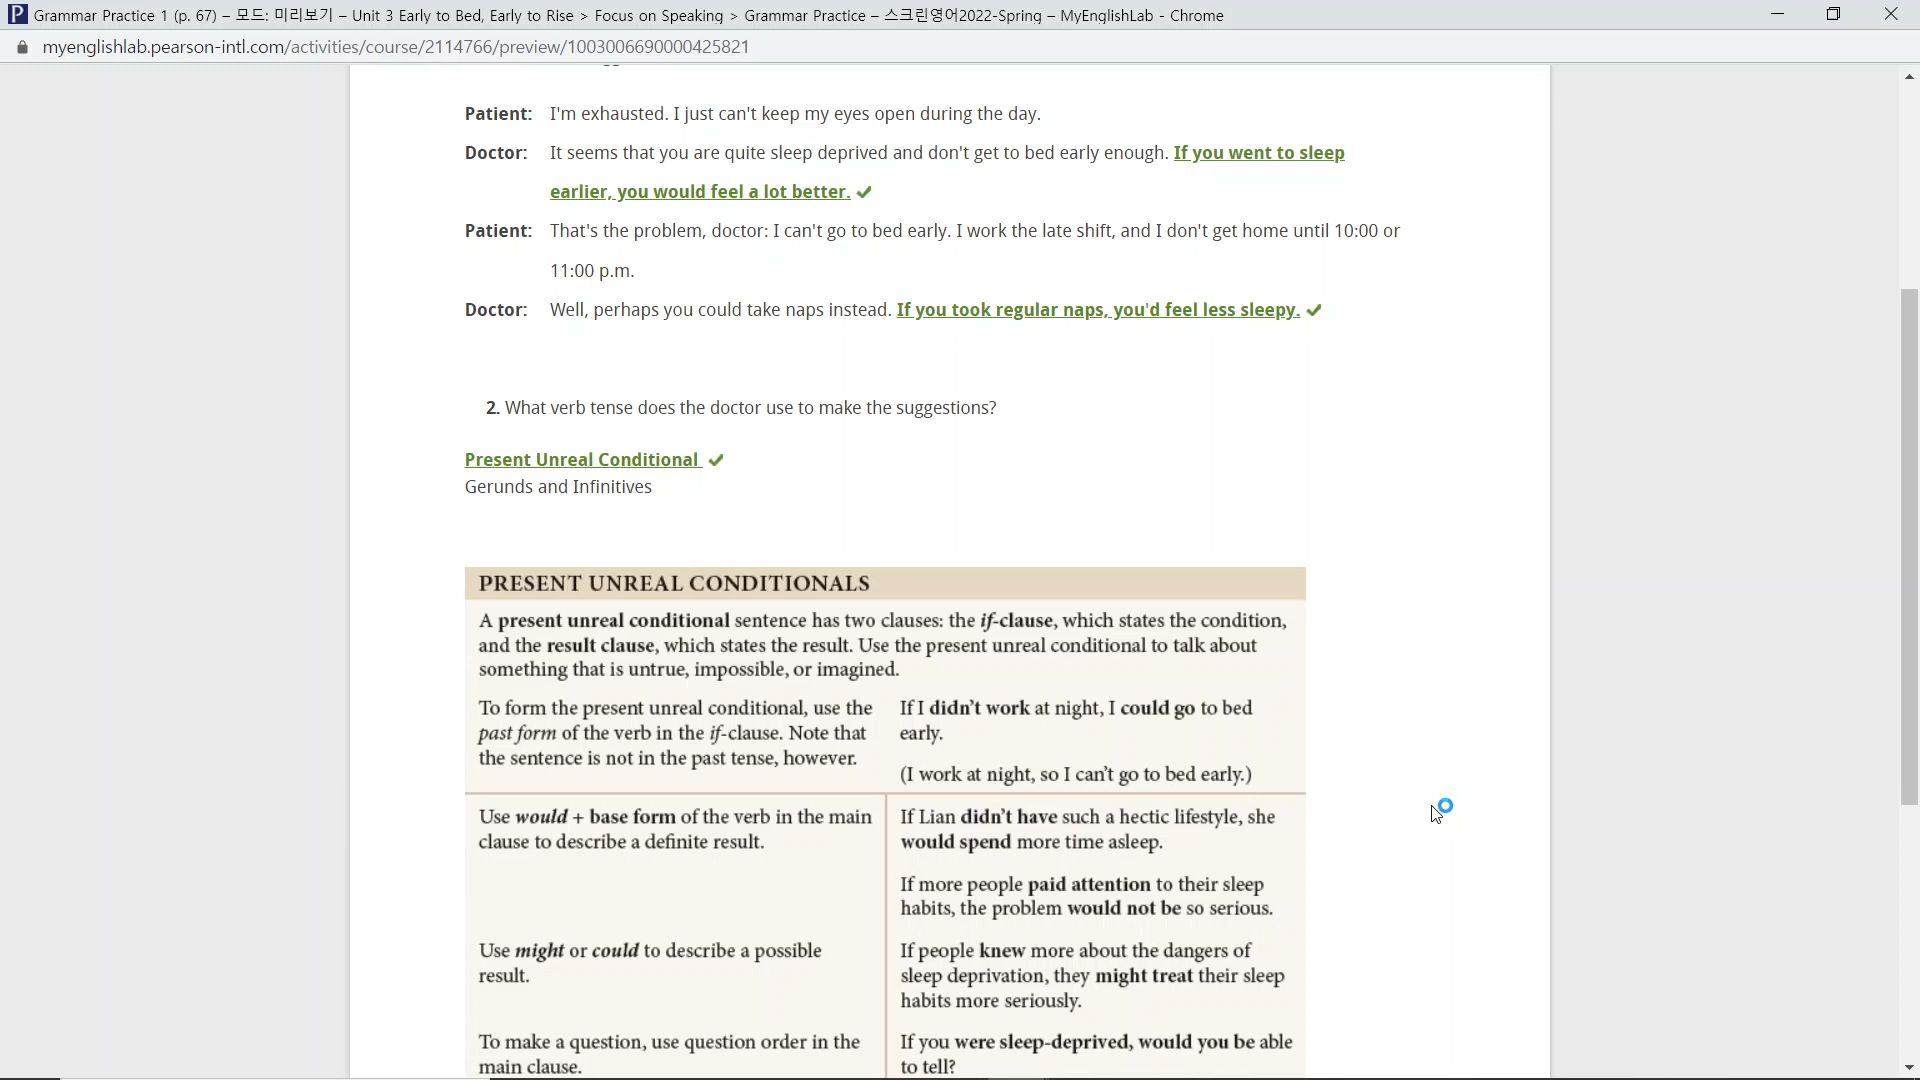 Grammar Practice 1 (p. 67) – 모드: 미리보기 – Unit 3 Early to Bed, Early to Rise > Focus on Speaking > Grammar Practice – 스크린영어2022-Spring – MyEnglishLab - Chrome
myenglishlab.pearson-intl.com/activities/course/2114766/preview/1003006690000425821
Patient: I'm exhausted. I just can't keep my eyes open during the day.
Doctor: It seems that you are quite sleep deprived and don't get to bed early enough. If you went to sleep
earlier, you would feel a lot better.
Patient: That's the problem, doctor: I can't go to bed early. I work the late shift, and I don't get home until 10:00 or
11:00 p.m.
Doctor: Well, perhaps you could take naps instead. If you took regular naps, you'd feel less sleepy.
2. What verb tense does the doctor use to make the suggestions?
Present Unreal Conditional
Gerunds and Infinitives
PRESENT UNREAL CONDITIONALS
A present unreal conditional sentence has two clauses: the if-clause, which states the condition,
and the result clause, which states the result. Use the present unreal conditional to talk about
something that is untrue, impossible, or imagined.
To form the present unreal conditional, use the
past form of the verb in the if-clause. Note that
the sentence is not in the past tense, however.
If I didn't work at night, I could go to bed
early.
(I work at night, so I can't go to bed early.)
Use would + base form of the verb in the main
clause to describe a definite result.
If Lian didn't have such a hectic lifestyle, she
would spend more time asleep.
If more people paid attention to their sleep
habits, the problem would not be so serious.
Use might or could to describe a possible
result.
If people knew more about the dangers of
sleep deprivation, they might treat their sleep
habits more seriously.
To make a question, use question order in the
main clause.
If you were sleep-deprived, would you be able
to tell?